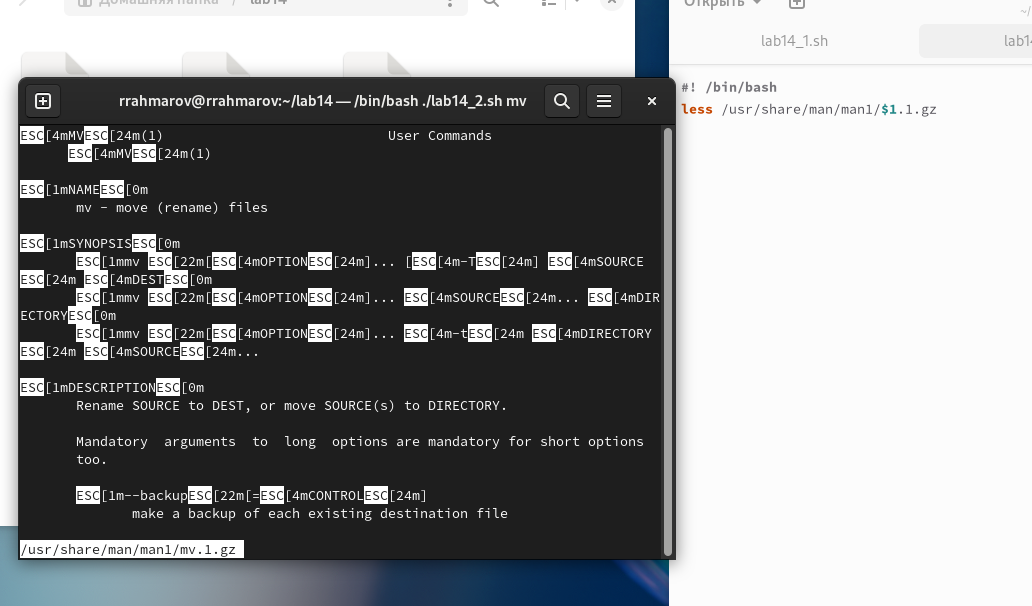 Домашняя папка / lab14
Открыть
lab14_1.sh
rrahmarov@rrahmarov:~/lab14 — /bin/bash ./lab14_2.sh mv
#! /bin/bash
less /usr/share/man/man1/$1.1.gz
ESC[4mMVESC[24m(1) User Commands
ESC[4mMVESC[24m(1)
ESC[1mNAMEESC[0m
mv - move (rename) files
ESC[1mSYNOPSISESC[0m
ESC[1mmv ESC[22m[ESC[4mOPTIONESC[24m]... [ESC[4m-TESC[24m] ESC[4mSOURCE
ESC[24m ESC[4mDESTESC[0m
ESC[1mmv ESC[22m[ESC[4mOPTIONESC[24m]... ESC[4mSOURCEESC[24m... ESC[4mDIR
ECTORYESC[0m
ESC[1mmv ESC[22m[ESC[4mOPTIONESC[24m]... ESC[4m-tESC[24m ESC[4mDIRECTORY
ESC[24m ESC[4mSOURCEESC[24m...
ESC[1mDESCRIPTIONESC[0m
Rename SOURCE to DEST, or move SOURCE(s) to DIRECTORY.
Mandatory arguments to long options are mandatory for short options
too.
ESC[1m--backupESC[22m[=ESC[4mCONTROLESC[24m]
make a backup of each existing destination file
/usr/share/man/man1/mv.1.gz